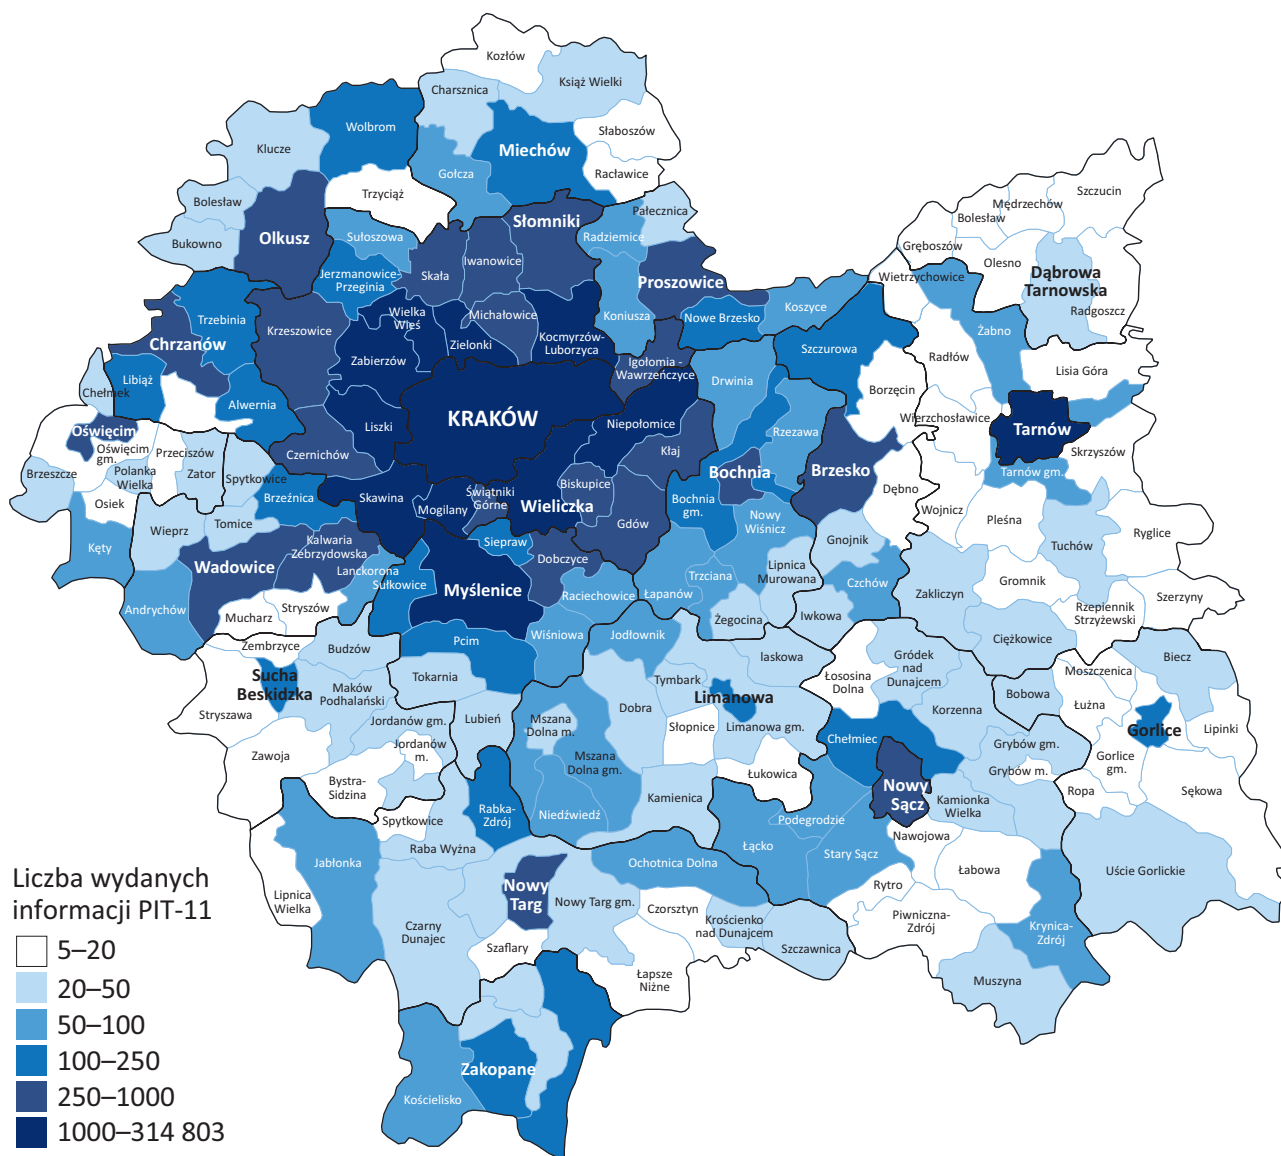 Kozłów
Charsznica
Książ Wielki
Wolbrom
Słaboszów
Klucze
Miechów
Gołcza
Racławice
Trzyciąż
Szczucin
Bolesław
Pałecznica
Mędrzechów
Bolesław
Słomniki
Bukowno
Olkusz
Sułoszowa
Radziemice
Gręboszów
Iwanowice
Olesno
Skała
Jerzmanowice-
Przeginia
Wietrzychowice
Dąbrowa
Tarnowska
Proszowice
Radgoszcz
Koszyce
Wielka
Wieś
Michałowice
Koniusza
Nowe Brzesko
Trzebinia
Krzeszowice
Żabno
Chrzanów
Zielonki
Kocmyrzów-
Luborzyca
Szczurowa
Radłów
Zabierzów
Igołomia -
Wawrzeńczyce
Lisia Góra
Libiąż
Drwinia
Borzęcin
Chełmek
Alwernia
KRAKÓW
Wierzchosławice
Liszki
Niepołomice
Rzezawa
Tarnów
Oświęcim
Oświęcim
gm.
Przeciszów
Czernichów
Kłaj
Skrzyszów
Brzeszcze
Polanka
Wielka
Zator
Spytkowice
Bochnia
Brzesko
Tarnów gm.
Biskupice
Dębno
Osiek
Brzeźnica
Skawina
Świątniki
Górne
Mogilany
Wieliczka
Bochnia
gm.
Wojnicz
Pleśna
Gdów
Nowy
Wiśnicz
Wieprz
Tomice
Ryglice
Kalwaria
Zebrzydowska
Siepraw
Gnojnik
Tuchów
Kęty
Dobczyce
Lipnica
Murowana
Wadowice
Lanckorona
Trzciana
Gromnik
Sułkowice
Myślenice
Raciechowice
Łapanów
Czchów
Zakliczyn
Szerzyny
Andrychów
Stryszów
Mucharz
Żegocina
Iwkowa
Rzepiennik
Strzyżewski
Wiśniowa
Jodłownik
Ciężkowice
Pcim
Zembrzyce
Budzów
Gródek
nad
Dunajcem
Biecz
Sucha
Beskidzka
Tokarnia
Tymbark
Łososina
Dolna
Moszczenica
Maków
Podhalański
Limanowa
Bobowa
Stryszawa
Lubień
Dobra
Korzenna
Łużna
Jordanów gm.
Mszana
Dolna m.
Słopnice
Limanowa gm.
Gorlice
Lipinki
Zawoja
Jordanów
m.
Chełmiec
Grybów gm.
Mszana
Dolna gm.
Gorlice
gm.
Bystra-
Sidzina
Łukowica
Grybów m.
Sękowa
Nowy
Sącz
Kamienica
Ropa
Rabka-
Zdrój
Kamionka
Wielka
Spytkowice
Niedźwiedź
Podegrodzie
Nawojowa
Raba Wyżna
Łącko
Stary Sącz
Jabłonka
Ochotnica Dolna
Łabowa
Uście Gorlickie
Liczba wydanych
informacji PIT-11
Nowy
Targ
Rytro
Lipnica
Wielka
Nowy Targ gm.
Czorsztyn
Piwniczna-
Zdrój
Czarny
Dunajec
Krościenko
nad Dunajcem
Krynica-
Zdrój
Szaflary
Szczawnica
5–20
Łapsze
Niżne
Muszyna
20–50
50–100
100–250
Zakopane
250–1000
Kościelisko
1000–314 803